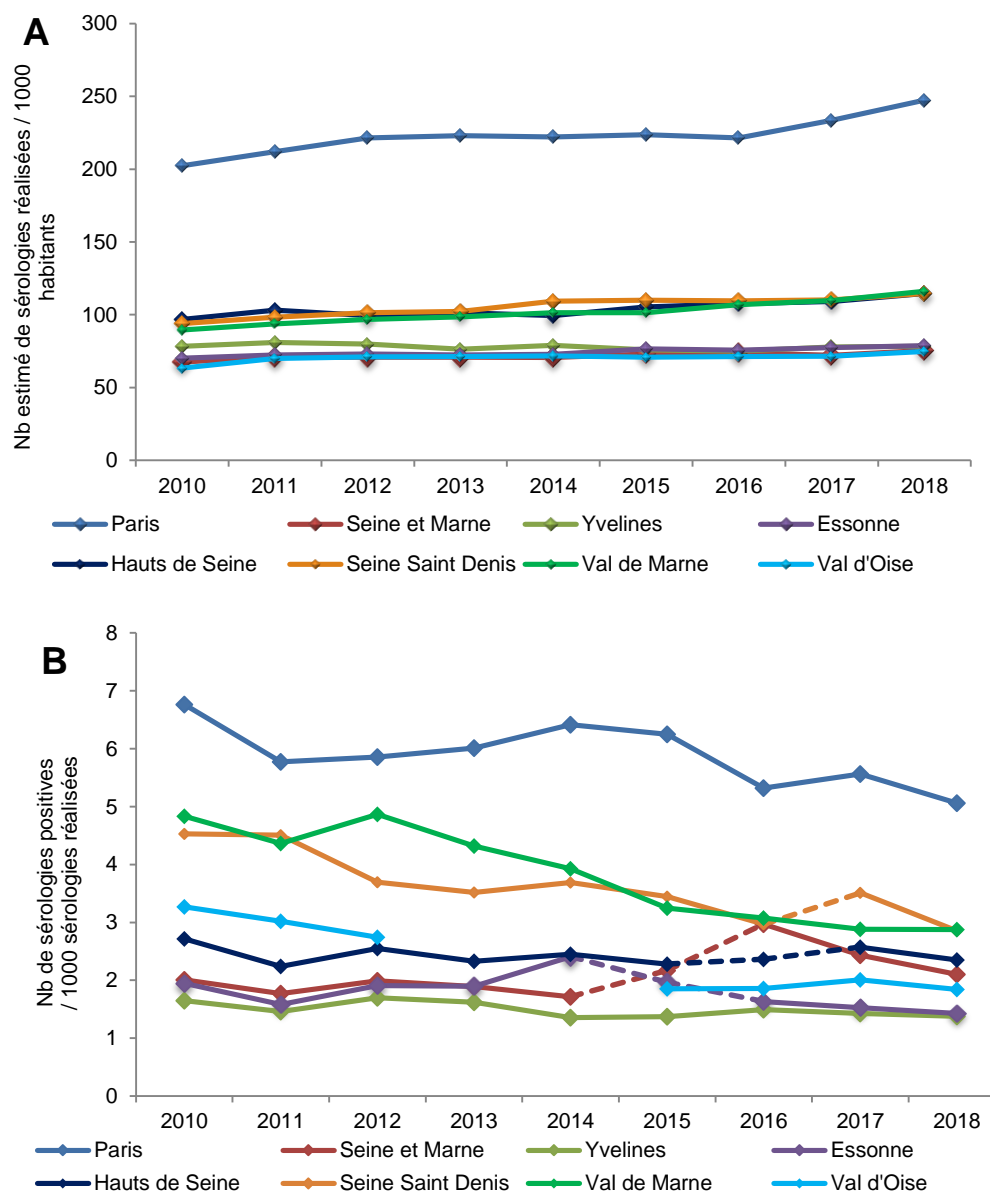 A
Nb estimé de sérologies réalisées / 1000
habitants
300
250
200
150
100
50
0
2010 2011 2012 2013 2014 2015 2016 2017 2018
Paris Seine et Marne Yvelines Essonne
Hauts de Seine Seine Saint Denis Val de Marne Val d'Oise
B
Nb de sérologies positives
/ 1000 sérologies réalisées
8
7
6
5
4
3
2
1
0
2010 2011 2012 2013 2014 2015 2016 2017 2018
Paris Seine et Marne Yvelines Essonne
Hauts de Seine Seine Saint Denis Val de Marne Val d'Oise